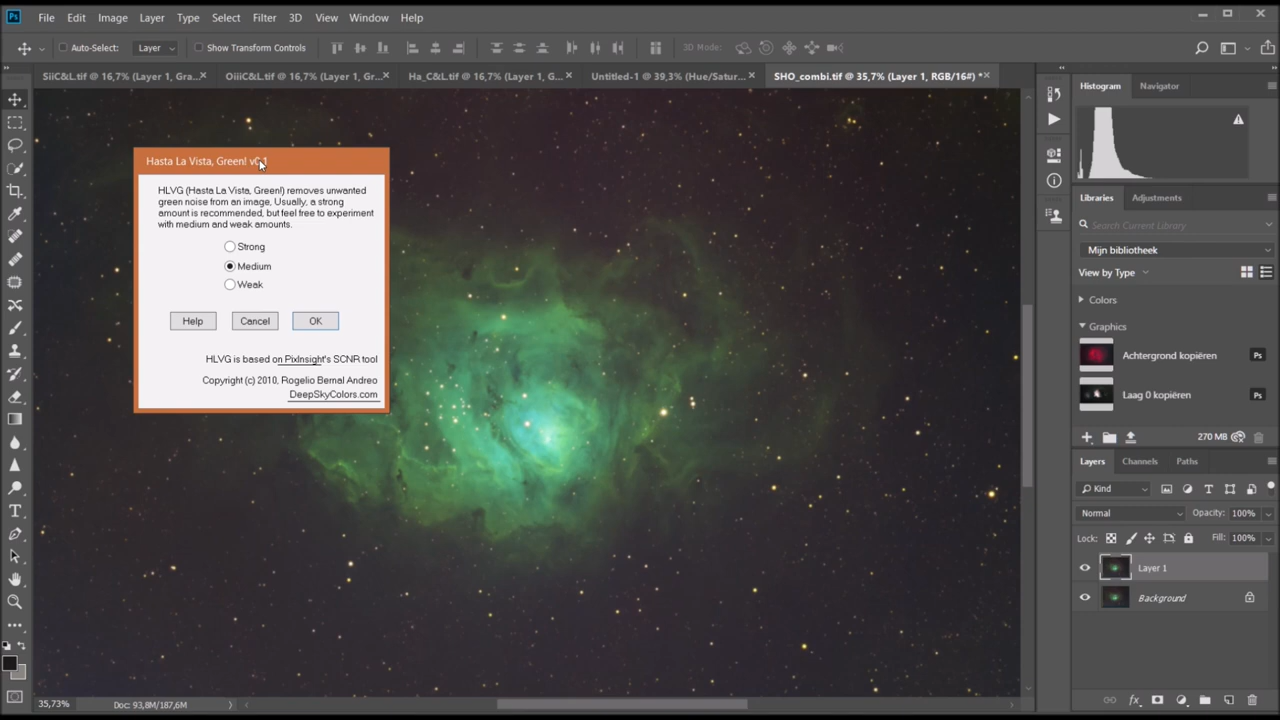 Ps File Edit Image Layer Type Select Filter 3D View Window Help
Auto-Select: Layer Show Transform Controls 3D Mode:
SiiC&L.tif @ 16,7% (Layer 1, Gra... OiiiC&L.tif @ 16,7% (Layer 1, Gr... Ha_C&L.tif @ 16,7% (Layer 1, G... Untitled-1 @ 39,3% (Hue/Satur... SHO_combi.tif @ 35,7% (Layer 1, RGB/16#) *
Histogram Navigator
Hasta La Vista, Green!
HLVG (Hasta La Vista, Green!) removes unwanted
green noise from an image, Usually, a strong
amount is recommended, but feel free to experiment
with medium and weak amounts.
Strong
Medium
Weak
Help Cancel OK
HLVG is based on PixInsight's SCNR tool
Copyright (c) 2010, Rogelio Bernal Andreo
DeepSkyColors.com
Libraries Adjustments
Search Current Library
Mijn bibliotheek
View by Type
Colors
Graphics
Achtergrond kopiëren Ps
Laag 0 kopiëren Ps
270 MB
Layers Channels Paths
Kind
Normal Opacity: 100%
Lock: Fill: 100%
Layer 1
Background
35,73% Doc: 93,8M/187,6M